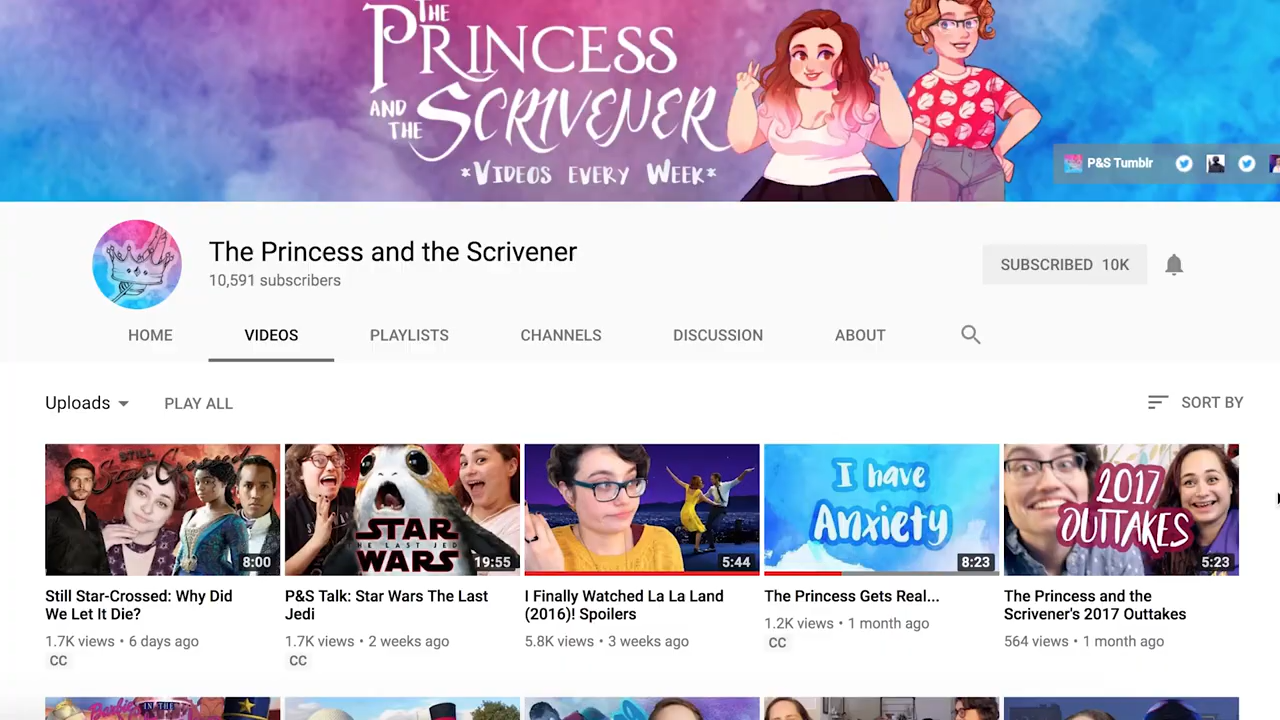 THE
PRINCESS
AND THE
SCRIVENER
*VIDEOS EVERY WEEK*
P&S Tumblr
The Princess and the Scrivener
10,591 subscribers
SUBSCRIBED 10K
HOME VIDEOS PLAYLISTS CHANNELS DISCUSSION ABOUT
Uploads PLAY ALL SORT BY
STILL
Star-Crossed
8:00
STAR
THE LAST JEDI
WARS
19:55
5:44
I have
Anxiety
8:23
2017
OUTTAKES
5:23
Still Star-Crossed: Why Did
We Let It Die?
1.7K views • 6 days ago
CC
P&S Talk: Star Wars The Last
Jedi
1.7K views • 2 weeks ago
CC
I Finally Watched La La Land
(2016)! Spoilers
5.8K views • 3 weeks ago
The Princess Gets Real...
1.2K views • 1 month ago
CC
The Princess and the
Scrivener's 2017 Outtakes
564 views • 1 month ago
Barbie IN THE